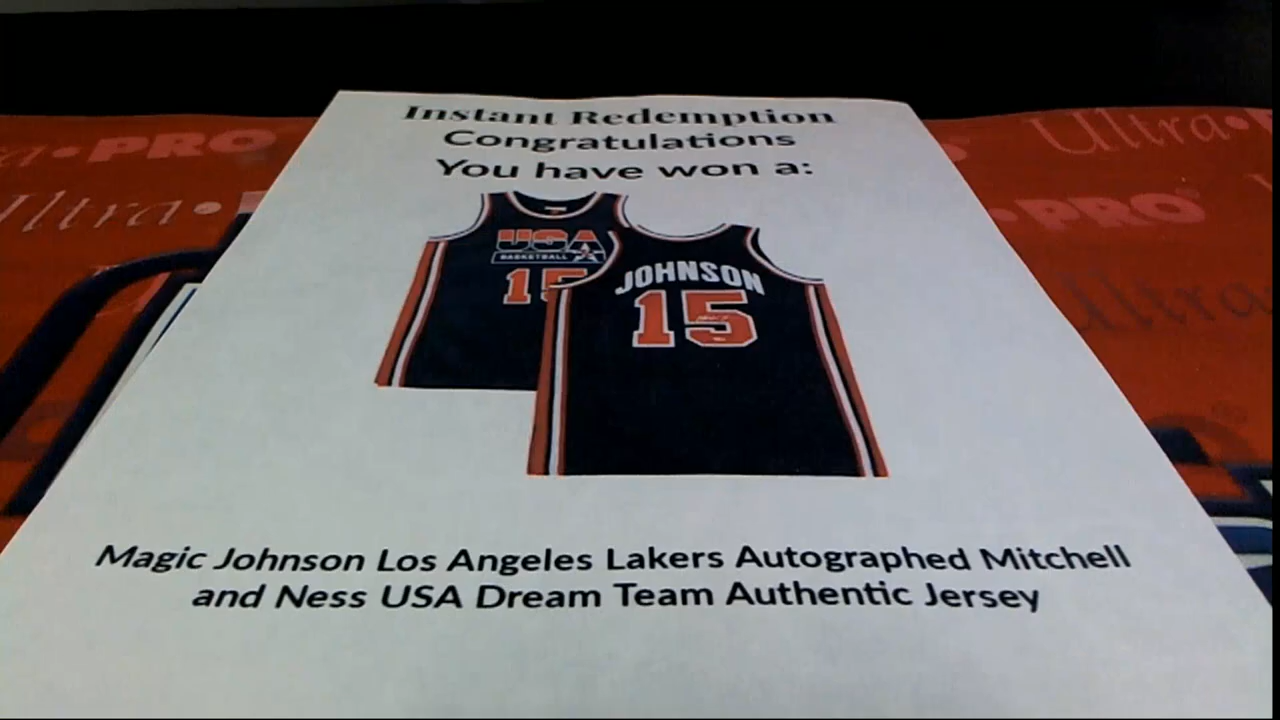 Instant Redemption
Congratulations
You have won a:
USA
BASKETBALL
15
JOHNSON
15
Magic Johnson Los Angeles Lakers Autographed Mitchell
and Ness USA Dream Team Authentic Jersey
PRO
Ultra
PRO
Ultra
PRO
Ultra